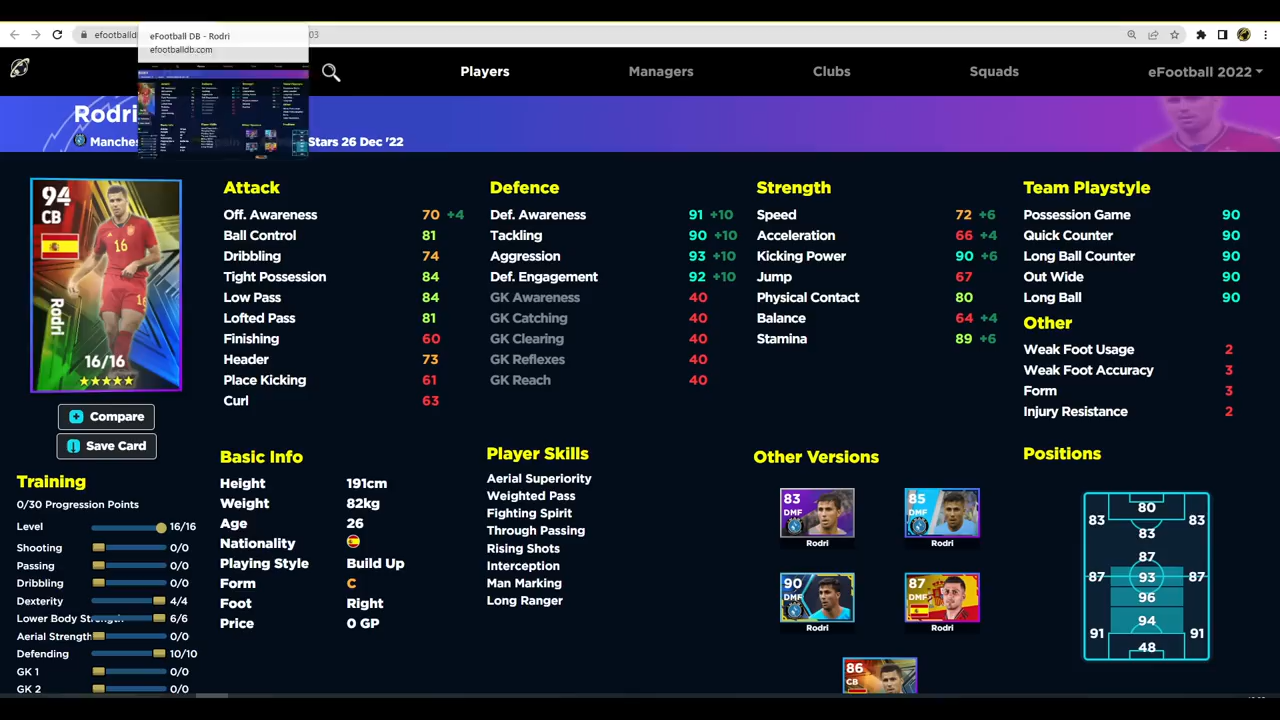 eFootball DB - Rodri
efootballdb.com
efootballd
03
Players
Managers
Clubs
Squads
eFootball 2022
Rodri
Manches
Stars 26 Dec '22
94
CB
16
Rodri
16/16
Compare
Save Card
Training
0/30 Progression Points
Level 16/16
Shooting 0/0
Passing 0/0
Dribbling 0/0
Dexterity 4/4
Lower Body Strength 6/6
Aerial Strength 0/0
Defending 10/10
GK 1 0/0
GK 2 0/0
Attack
Off. Awareness 70 +4
Ball Control 81
Dribbling 74
Tight Possession 84
Low Pass 84
Lofted Pass 81
Finishing 60
Header 73
Place Kicking 61
Curl 63
Defence
Def. Awareness 91 +10
Tackling 90 +10
Aggression 93 +10
Def. Engagement 92 +10
GK Awareness 40
GK Catching 40
GK Clearing 40
GK Reflexes 40
GK Reach 40
Strength
Speed 72 +6
Acceleration 66 +4
Kicking Power 90 +6
Jump 67
Physical Contact 80
Balance 64 +4
Stamina 89 +6
Team Playstyle
Possession Game 90
Quick Counter 90
Long Ball Counter 90
Out Wide 90
Long Ball 90
Other
Weak Foot Usage 2
Weak Foot Accuracy 3
Form 3
Injury Resistance 2
Basic Info
Height 191cm
Weight 82kg
Age 26
Nationality
Playing Style Build Up
Form C
Foot Right
Price 0 GP
Player Skills
Aerial Superiority
Weighted Pass
Fighting Spirit
Through Passing
Rising Shots
Interception
Man Marking
Long Ranger
Other Versions
83
DMF
Rodri
85
DMF
Rodri
90
DMF
Rodri
87
DMF
Rodri
86
CB
Positions
80
83 83
83
87
87 93 87
96
94
91 91
48